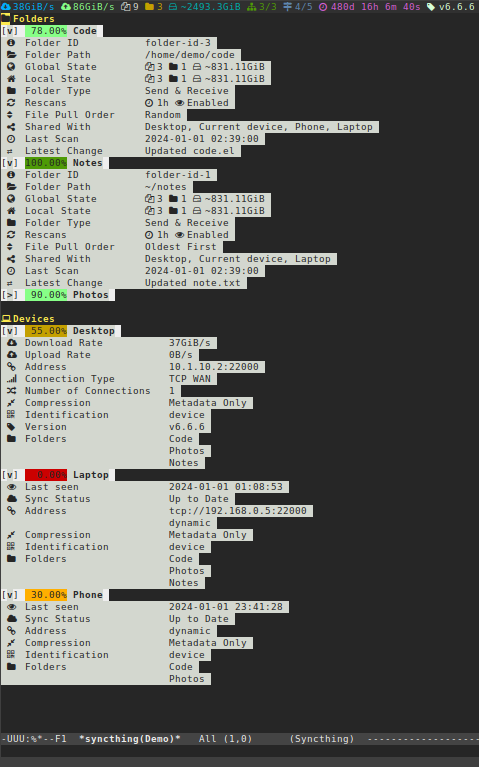 38GiB/s 86GiB/s 9 3 ~2493.3GiB 3/3 4/5 480d 16h 6m 40s v6.6.6
Folders
[v] 78.00% Code
Folder ID folder-id-3
Folder Path /home/demo/code
Global State 3 1 ~831.11GiB
Local State 3 1 ~831.11GiB
Folder Type Send & Receive
Rescans 1h Enabled
File Pull Order Random
Shared With Desktop, Current device, Phone, Laptop
Last Scan 2024-01-01 02:39:00
Latest Change Updated code.el
[v] 100.00% Notes
Folder ID folder-id-1
Folder Path ~/notes
Global State 3 1 ~831.11GiB
Local State 3 1 ~831.11GiB
Folder Type Send & Receive
Rescans 1h Enabled
File Pull Order Oldest First
Shared With Desktop, Current device, Laptop
Last Scan 2024-01-01 02:39:00
Latest Change Updated note.txt
[>] 90.00% Photos
Devices
[v] 55.00% Desktop
Download Rate 37GiB/s
Upload Rate 0B/s
Address 10.1.10.2:22000
Connection Type TCP WAN
Number of Connections 1
Compression Metadata Only
Identification device
Version v6.6.6
Folders Code
Photos
Notes
[v] 0.00% Laptop
Last seen 2024-01-01 01:08:53
Sync Status Up to Date
Address tcp://192.168.0.5:22000
dynamic
Compression Metadata Only
Identification device
Folders Code
Photos
Notes
[v] 30.00% Phone
Last seen 2024-01-01 23:41:28
Sync Status Up to Date
Address dynamic
Compression Metadata Only
Identification device
Folders Code
Photos
-UUU:%*--F1 *syncthing(Demo)* All (1,0) (Syncthing) -------------------